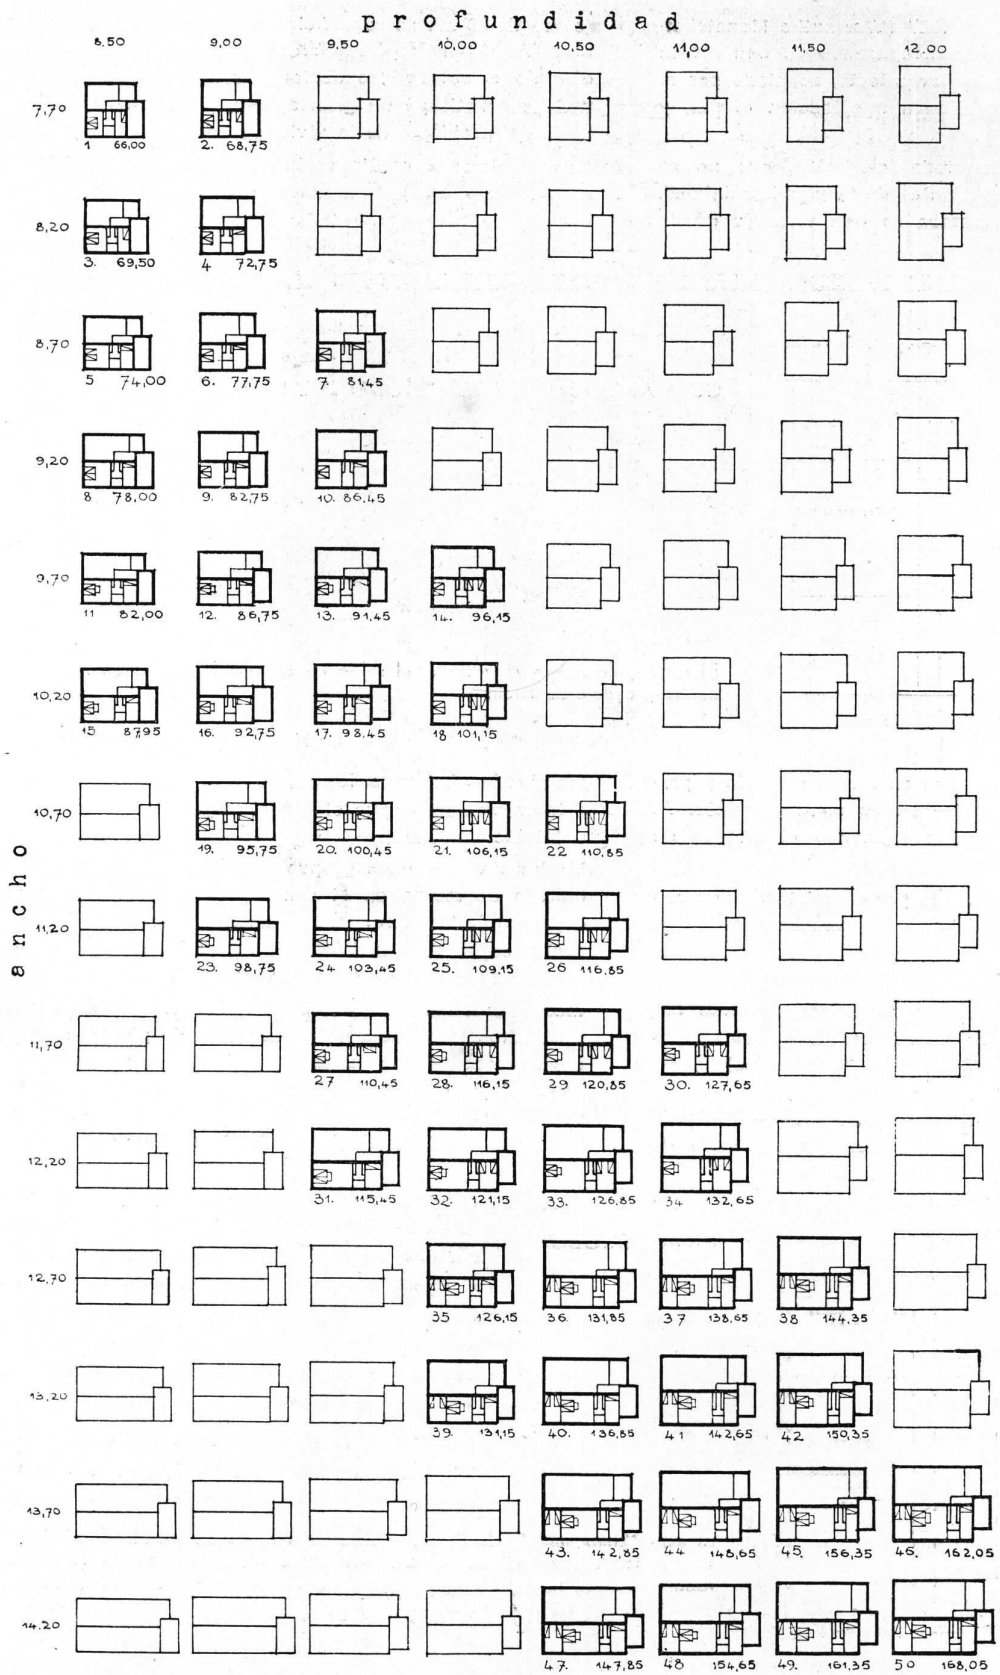 profundidad
8,50 9,00 9,50 10,00 10,50 11,00 11,50 12.00
7,70
1 66,00 2. 68,75
8,20
3. 69,50 4 72,75
8,70
5 74,00 6. 77,75 7. 81,45
9,20
8 78,00 9. 82,75 10. 86,45
9,70
11 82,00 12. 86,75 13. 91,45 14. 96,15
10,20
15 87,95 16. 92,75 17. 98,45 18 101,15
10,70
19. 95,75 20. 100,45 21. 106,15 22 110,85
ancho
11,20
23. 98,75 24 103,45 25. 109,15 26 116,85
11,70
27 110,45 28. 116,15 29 120,85 30. 127,65
12,20
31. 115,45 32. 121,15 33. 126,85 34 132,65
12,70
35 126,15 36. 131,85 37 138,65 38 144,35
13,20
39. 131,15 40. 136,85 41 142,65 42 150,35
13,70
43. 142,85 44 148,65 45. 156,35 46. 162,05
14.20
47. 147,85 48 154,65 49. 161,35 50 168,05